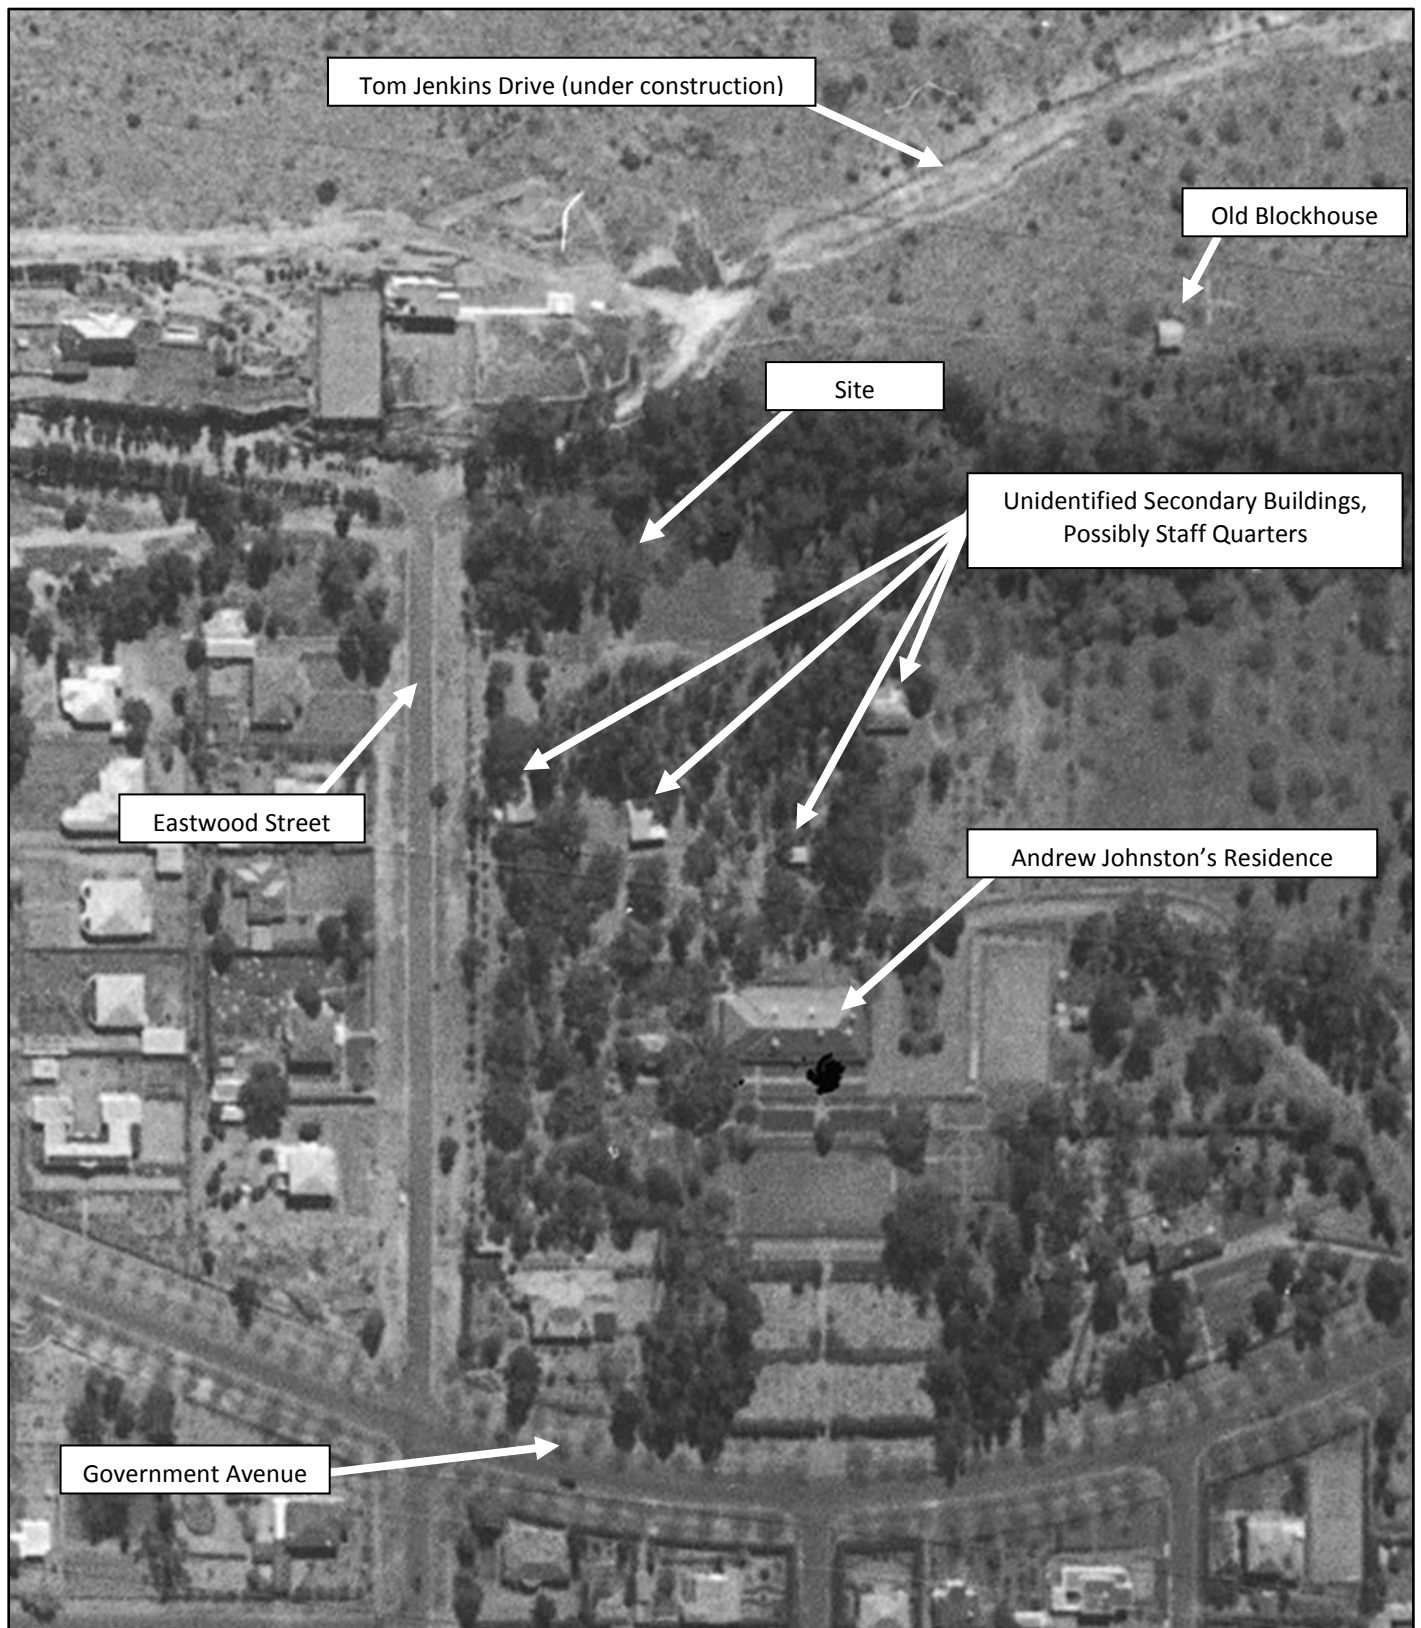 Tom Jenkins Drive (under construction)
Old Blockhouse
Site
Unidentified Secondary Buildings,
Possibly Staff Quarters
Eastwood Street
Andrew Johnston’s Residence
Government Avenue